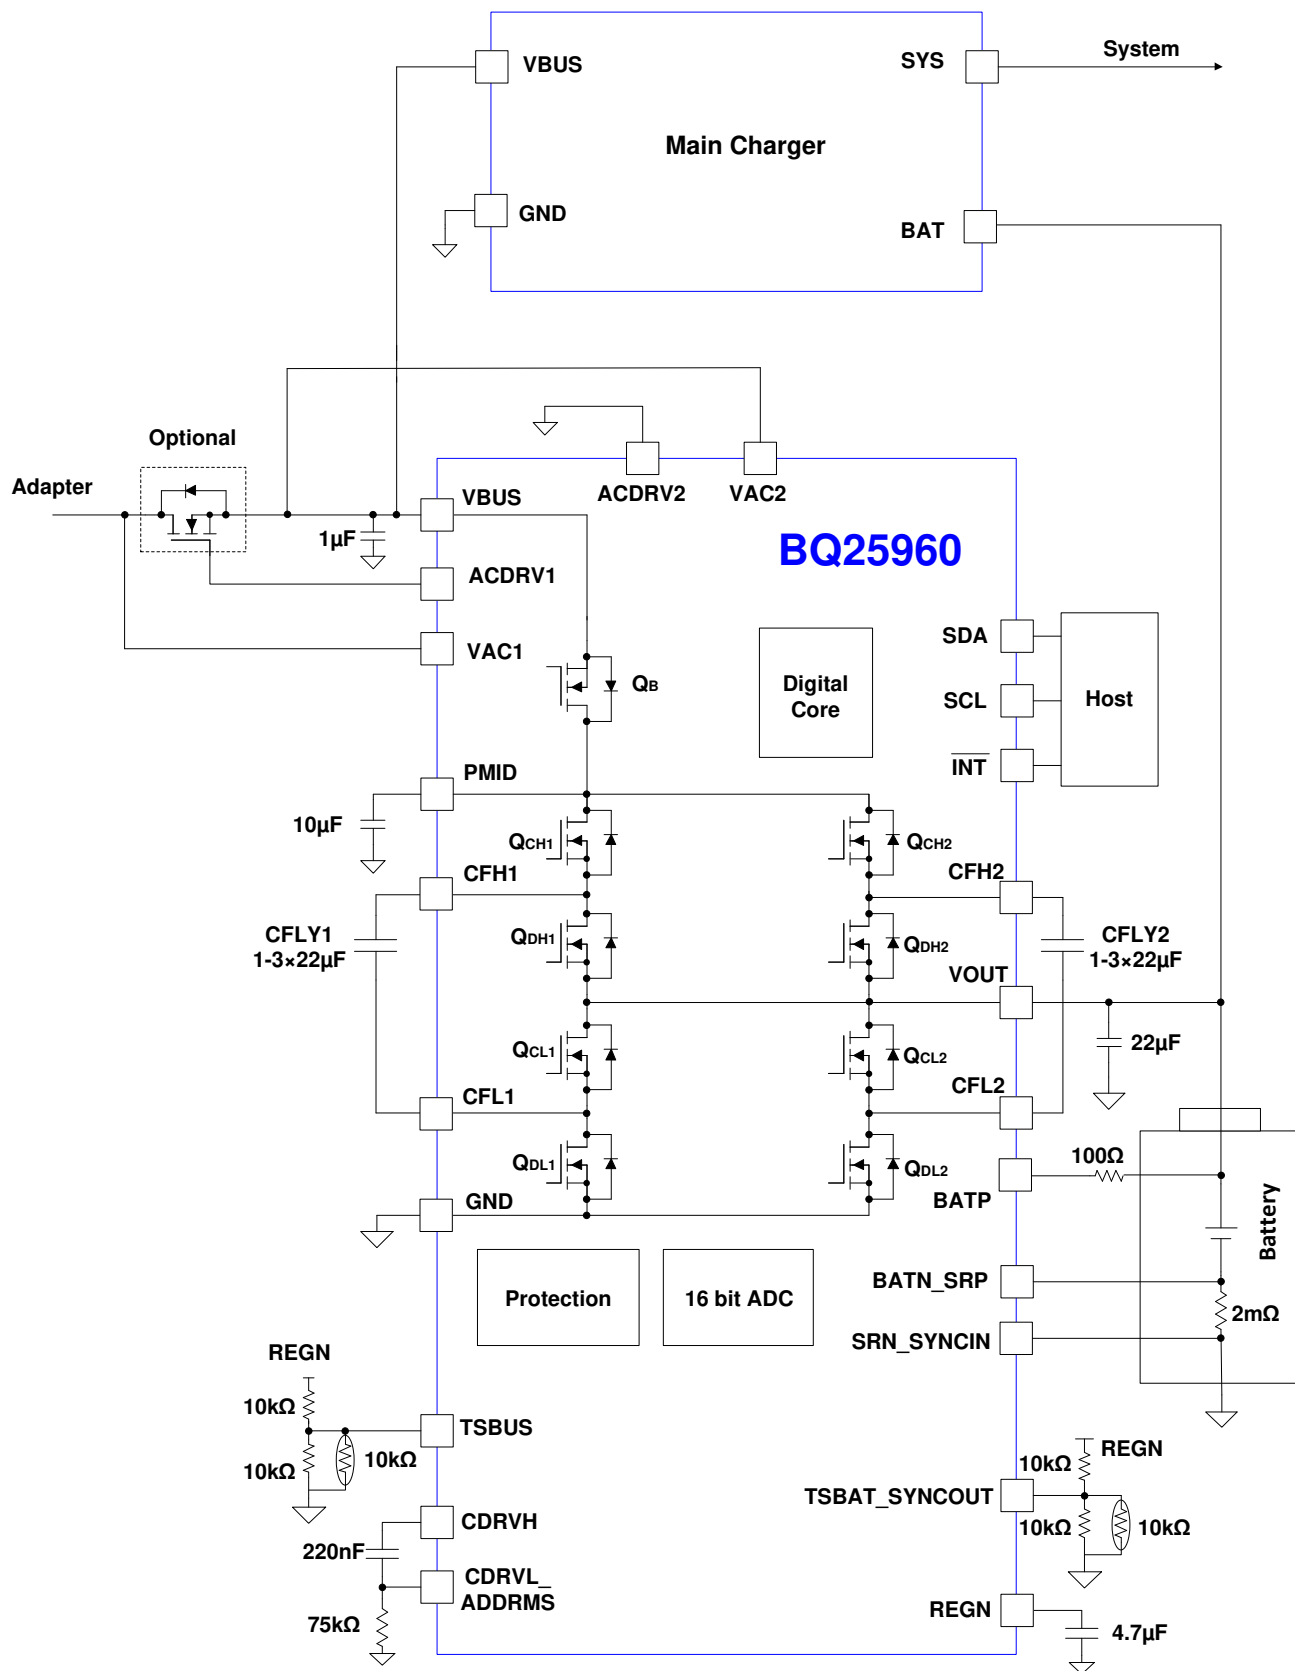 VBUS
SYS
System
Main Charger
GND
BAT
Optional
Adapter
ACDRV2
VAC2
VBUS
1µF
BQ25960
ACDRV1
VAC1
SDA
QB
Digital
Core
SCL
Host
INT
PMID
10µF
QCH1
QCH2
CFH1
CFH2
CFLY1
1-3×22µF
QDH1
QDH2
CFLY2
1-3×22µF
VOUT
QCL1
QCL2
22µF
CFL1
CFL2
QDL1
QDL2
100Ω
BATP
GND
Battery
BATN_SRP
Protection
16 bit ADC
2mΩ
SRN_SYNCIN
REGN
10kΩ
TSBUS
10kΩ
10kΩ
REGN
10kΩ
TSBAT_SYNCOUT
10kΩ
10kΩ
CDRVH
220nF
CDRVL_
ADDRMS
75kΩ
REGN
4.7µF